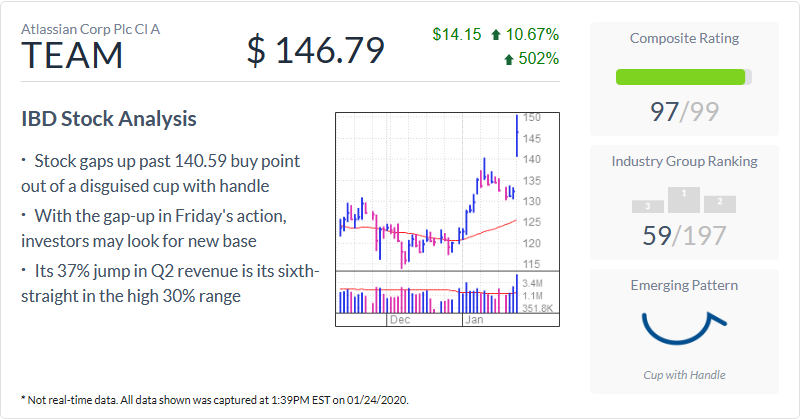 Atlassian Corp Plc Cl A
TEAM
$ 146.79
$14.15 10.67%
502%
IBD Stock Analysis
· Stock gaps up past 140.59 buy point
out of a disguised cup with handle
· With the gap-up in Friday's action,
investors may look for new base
· Its 37% jump in Q2 revenue is its sixth-
straight in the high 30% range
150
145
140
135
130
125
120
115
3.4M
1.1M
351.8K
Dec Jan
Composite Rating
97/99
Industry Group Ranking
3 1 2
59/197
Emerging Pattern
Cup with Handle
* Not real-time data. All data shown was captured at 1:39PM EST on 01/24/2020.